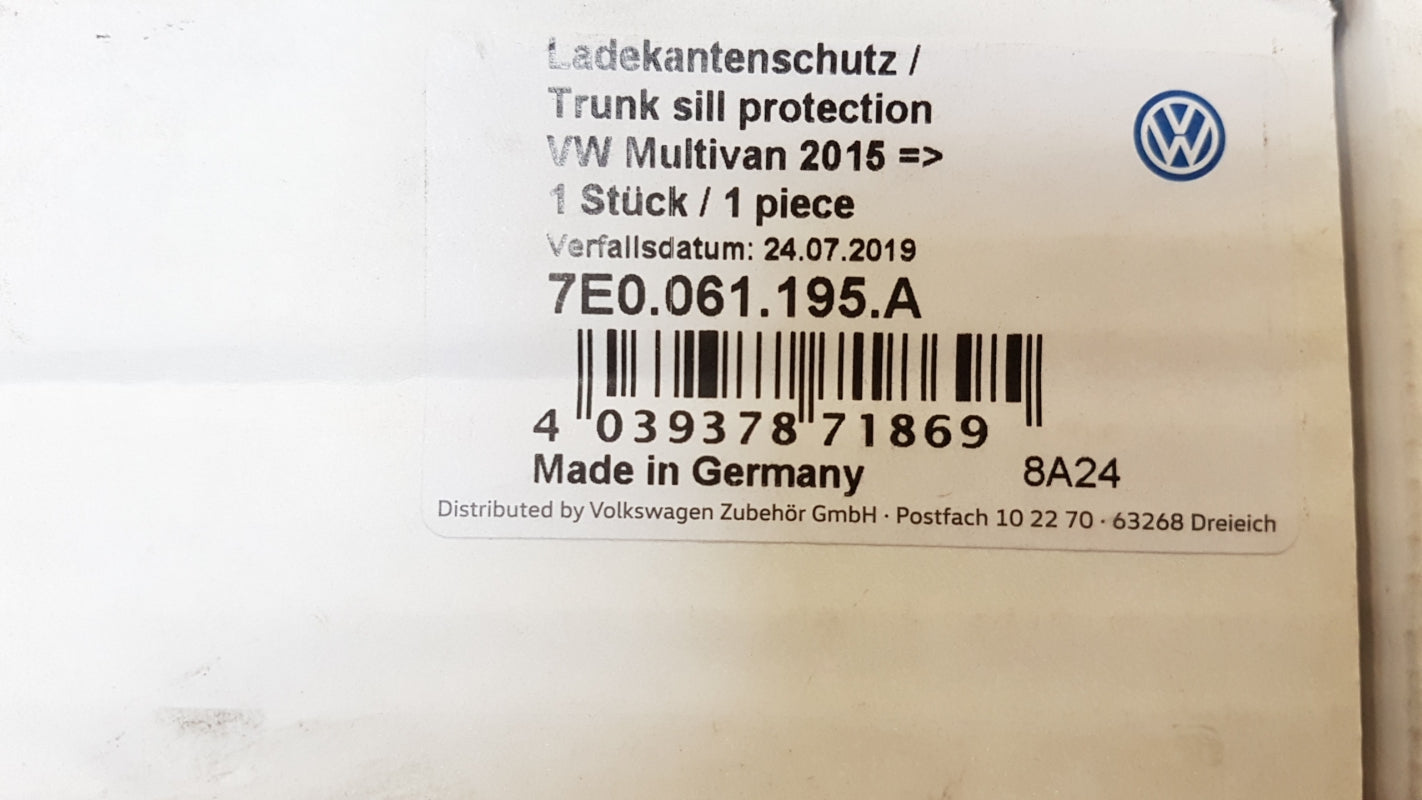 Ladekantenschutz /
Trunk sill protection
VW Multivan 2015 =>
1 Stück / 1 piece
Verfallsdatum: 24.07.2019
7E0.061.195.A
4 039378 71869
Made in Germany 8A24
Distributed by Volkswagen Zubehör GmbH · Postfach 10 22 70 · 63268 Dreieich